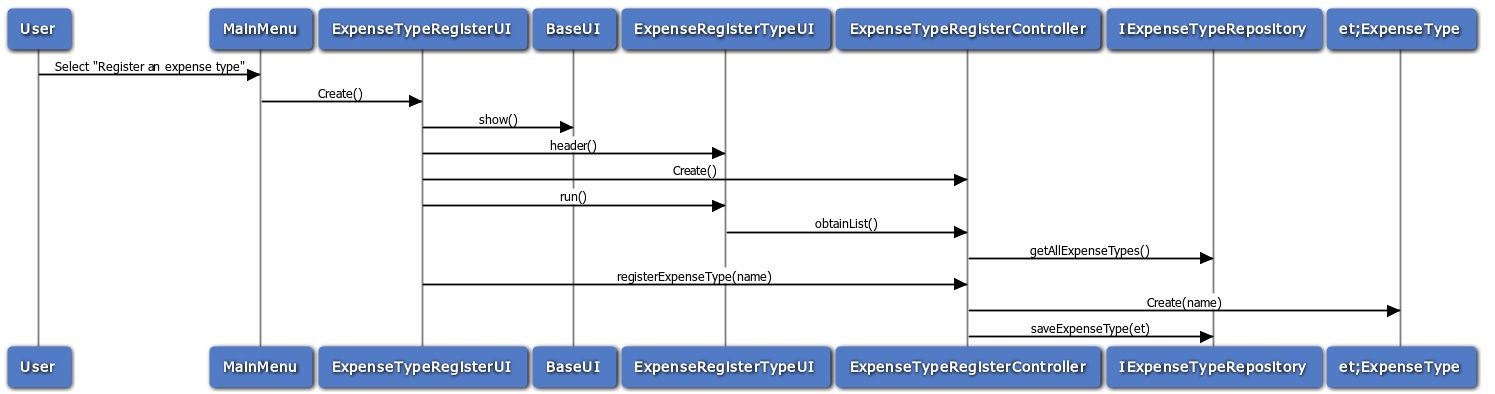 User MainMenu ExpenseTypeRegisterUI BaseUI ExpenseRegisterTypeUI ExpenseTypeRegisterController IExpenseTypeRepository et;ExpenseType
Select "Register an expense type"
Create()
show()
header()
Create()
run()
obtainList()
getAllExpenseTypes()
registerExpenseType(name)
Create(name)
saveExpenseType(et)
User MainMenu ExpenseTypeRegisterUI BaseUI ExpenseRegisterTypeUI ExpenseTypeRegisterController IExpenseTypeRepository et;ExpenseType